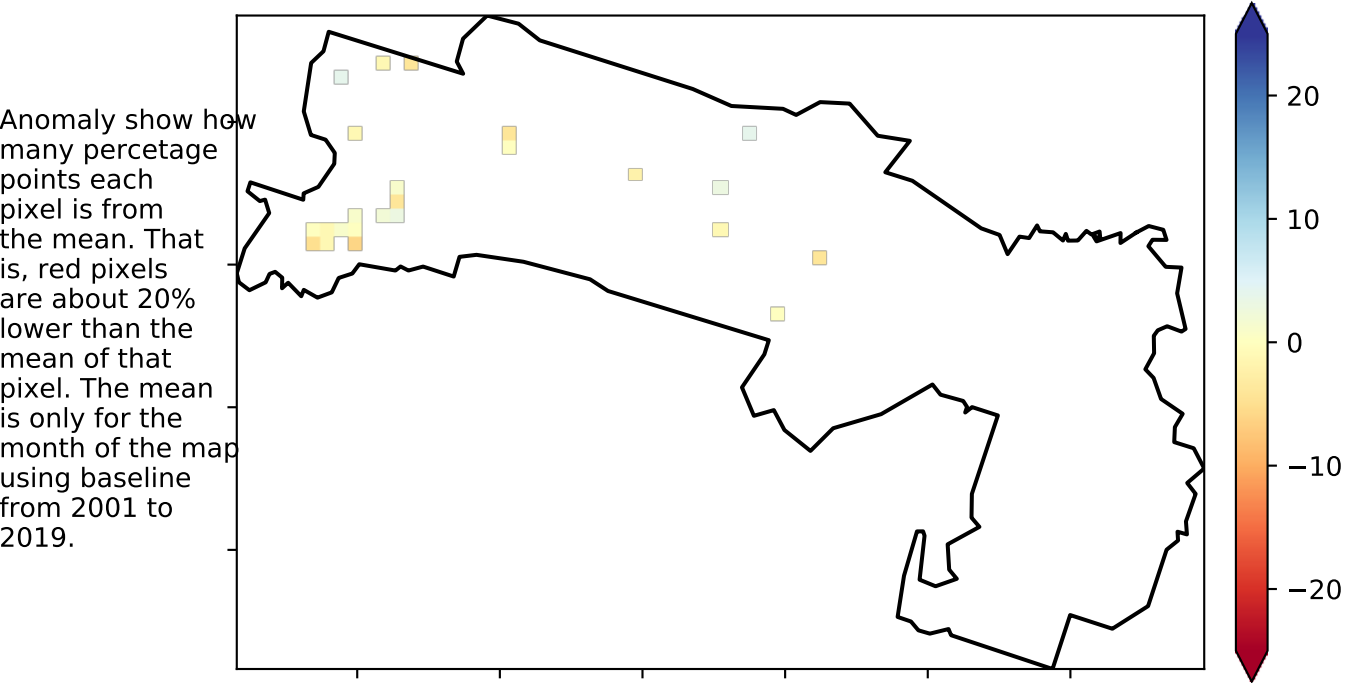 Anomaly show how
many percetage
points each
pixel is from
the mean. That
is, red pixels
are about 20%
lower than the
mean of that
pixel. The mean
is only for the
month of the map
using baseline
from 2001 to
2019.
20
10
0
−10
−20